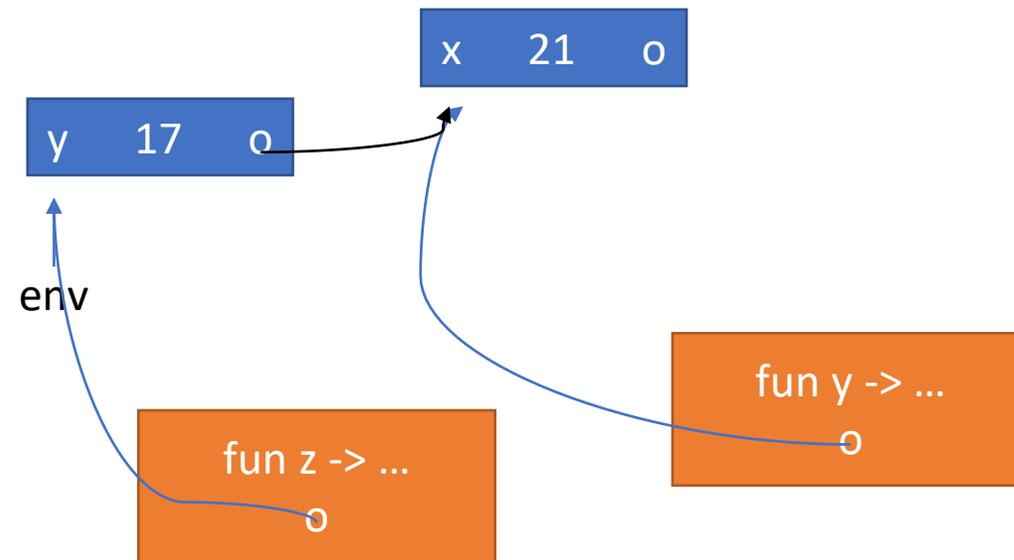 x 21 o
y 17 o
env
fun y -> ...
o
fun z -> ...
o